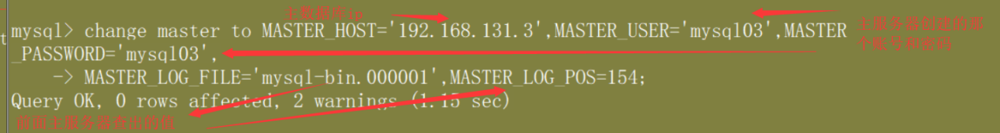 主数据库ip
mysql> change master to MASTER_HOST='192.168.131.3',MASTER_USER='mysql03',MASTER
主服务器创建的那
个账号和密码
t
_PASSWORD='mysql03',
-> MASTER_LOG_FILE='mysql-bin.000001',MASTER_LOG_POS=154;
Query OK, 0 rows affected, 2 warnings (1.15 sec)
前面主服务器查出的值